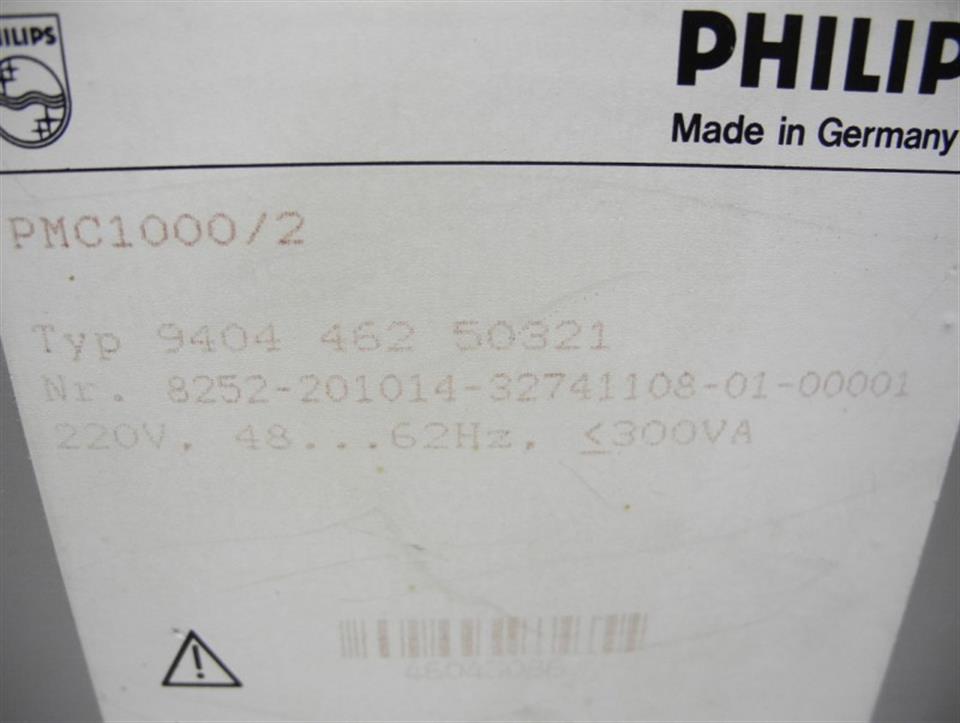 HILIPS
PHILIP
Made in Germany
PMC1000/2
Typ 9404 462 50321
Nr. 8252-201014-32741108-01-00001
220V, 48...62Hz, ≤300VA